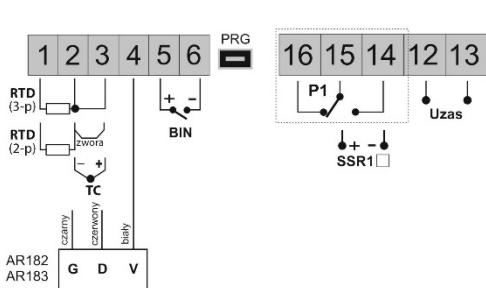 PRG
1 2 3 4 5 6
16 15 14 12 13
RTD
(3-p)
+ -
BIN
P1
Uzas
RTD
(2-p)
zwora
- +
TC
+ -
SSR1
czarny
czerwony
biały
AR182
AR183
G D V